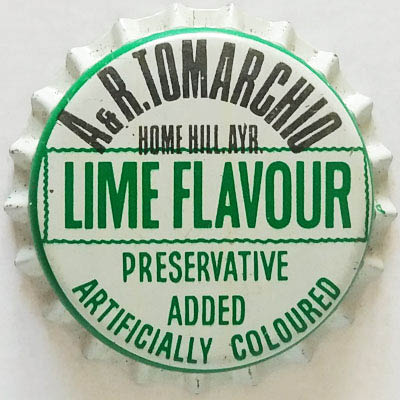 A & R. TOMARCHIO
HOME HILL. AYR.
LIME FLAVOUR
PRESERVATIVE
ADDED
ARTIFICIALLY COLOURED